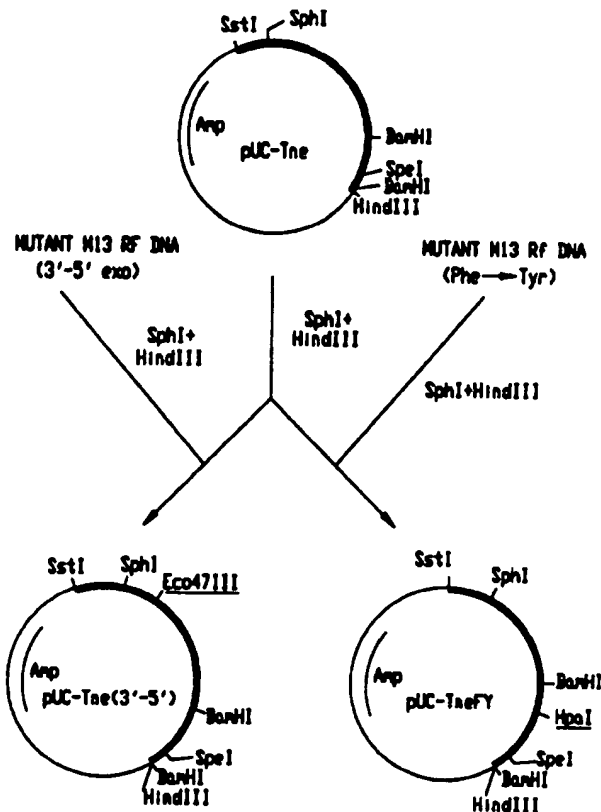 SstI
SphI
Amp
pUC-Tne
BamHI
SpeI
BamHI
HindIII
MUTANT M13 RF DNA
(3'-5' exo)
MUTANT M13 Rf DNA
(Phe→Tyr)
SphI+
HindIII
SphI+
HindIII
SphI+HindIII
SstI
SphI
Eco47III
Amp
pUC-Tne(3'-5')
BamHI
SpeI
BamHI
HindIII
SstI
SphI
Amp
pUC-TneFY
BamHI
HpaI
SpeI
BamHI
HindIII